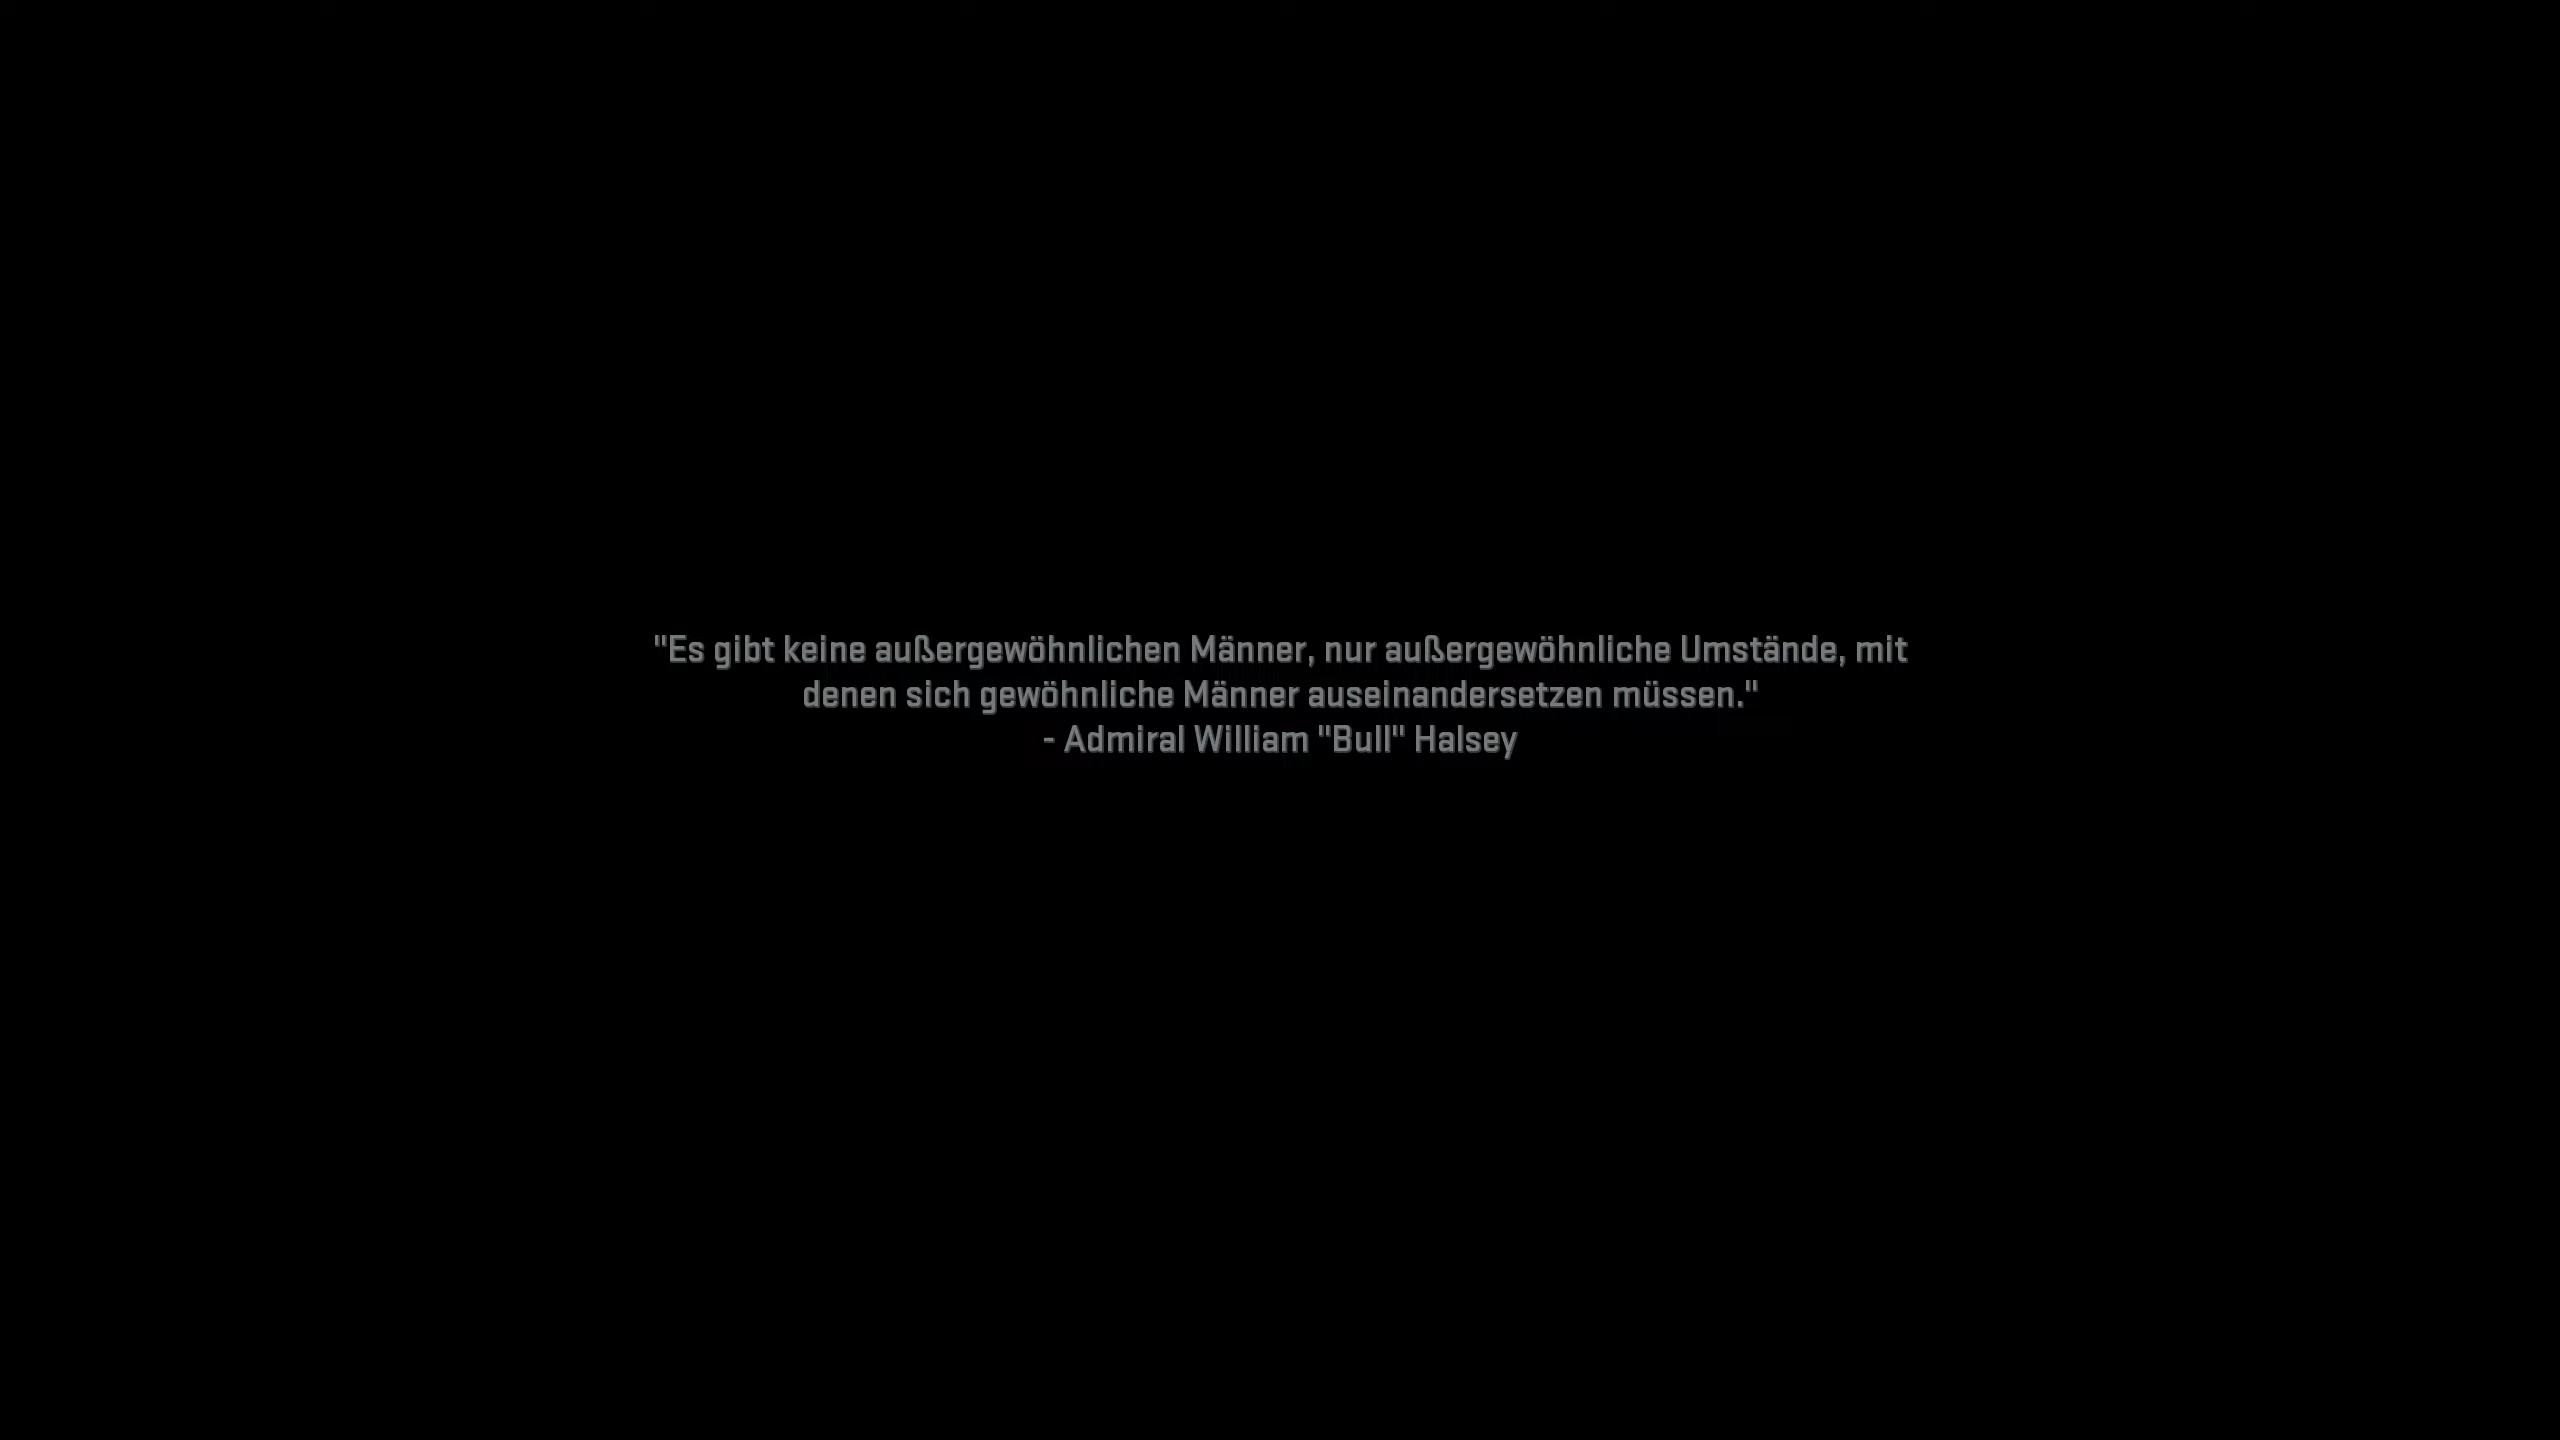 "Es gibt keine außergewöhnlichen Männer, nur außergewöhnliche Umstände, mit
denen sich gewöhnliche Männer auseinandersetzen müssen."
- Admiral William "Bull" Halsey